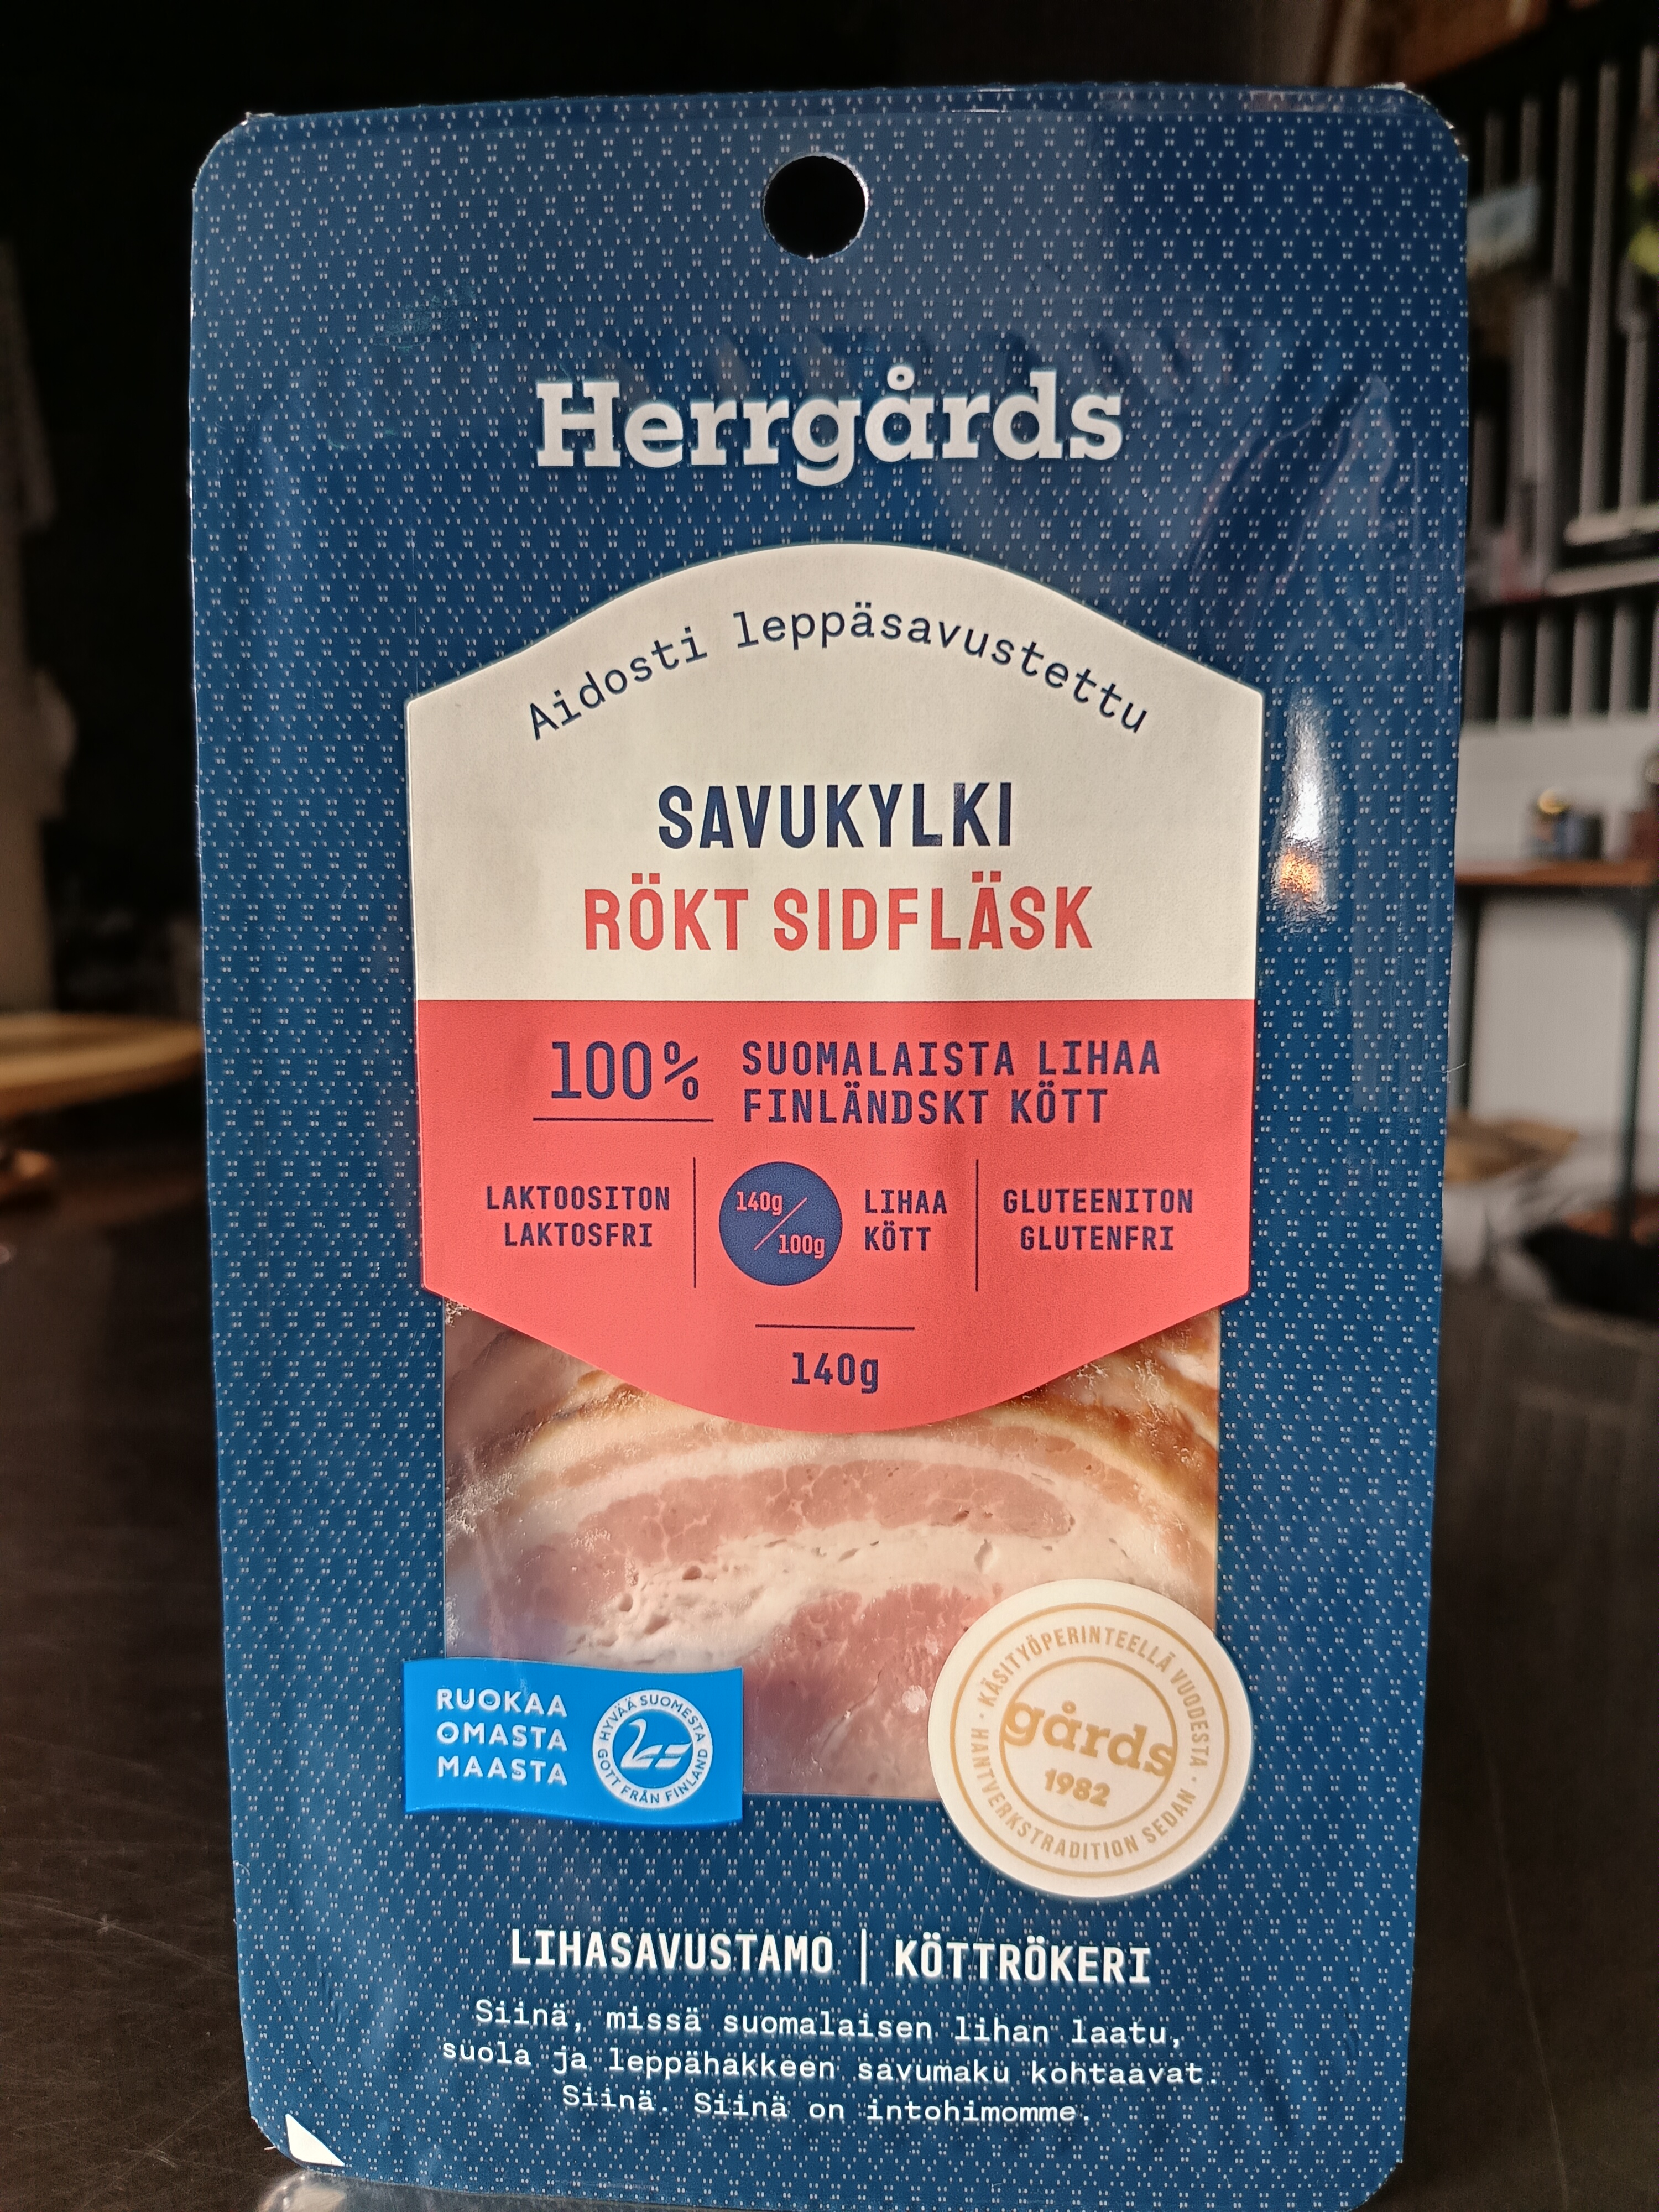 Herrgårds
Aidosti leppäsavustettu
SAVUKYLKI
RÖKT SIDFLÄSK
100%
SUOMALAISTA LIHAA
FINLÄNDSKT KÖTT
LAKTOOSITON
LAKTOSFRI
140g/100g
LIHAA
KÖTT
GLUTEENITON
GLUTENFRI
140g
RUOKAA
OMASTA
MAASTA
HYVÄÄ SUOMESTA
GOTT FRÅN FINLAND
KÄSITYÖPERINTEELLÄ VUODESTA
gårds
1982
HANTVERKSTRADITION SEDAN
LIHASAVUSTAMO | KÖTTRÖKERI
Siinä, missä suomalaisen lihan laatu,
suola ja leppähakkeen savumaku kohtaavat.
Siinä. Siinä on intohimomme.